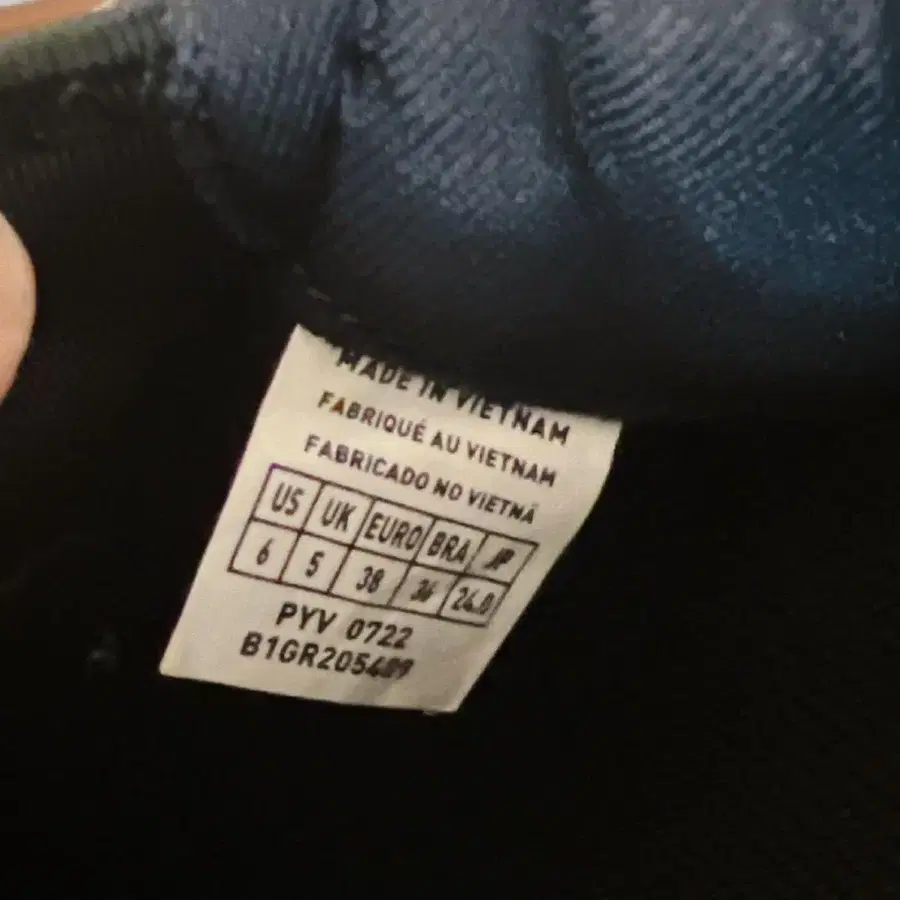 MADE IN VIETNAM
FABRIQUÉ AU VIETNAM
FABRICADO NO VIETNÃ
US UK EURO BRA JP
6 5 38 36 24.0
PYV 0722